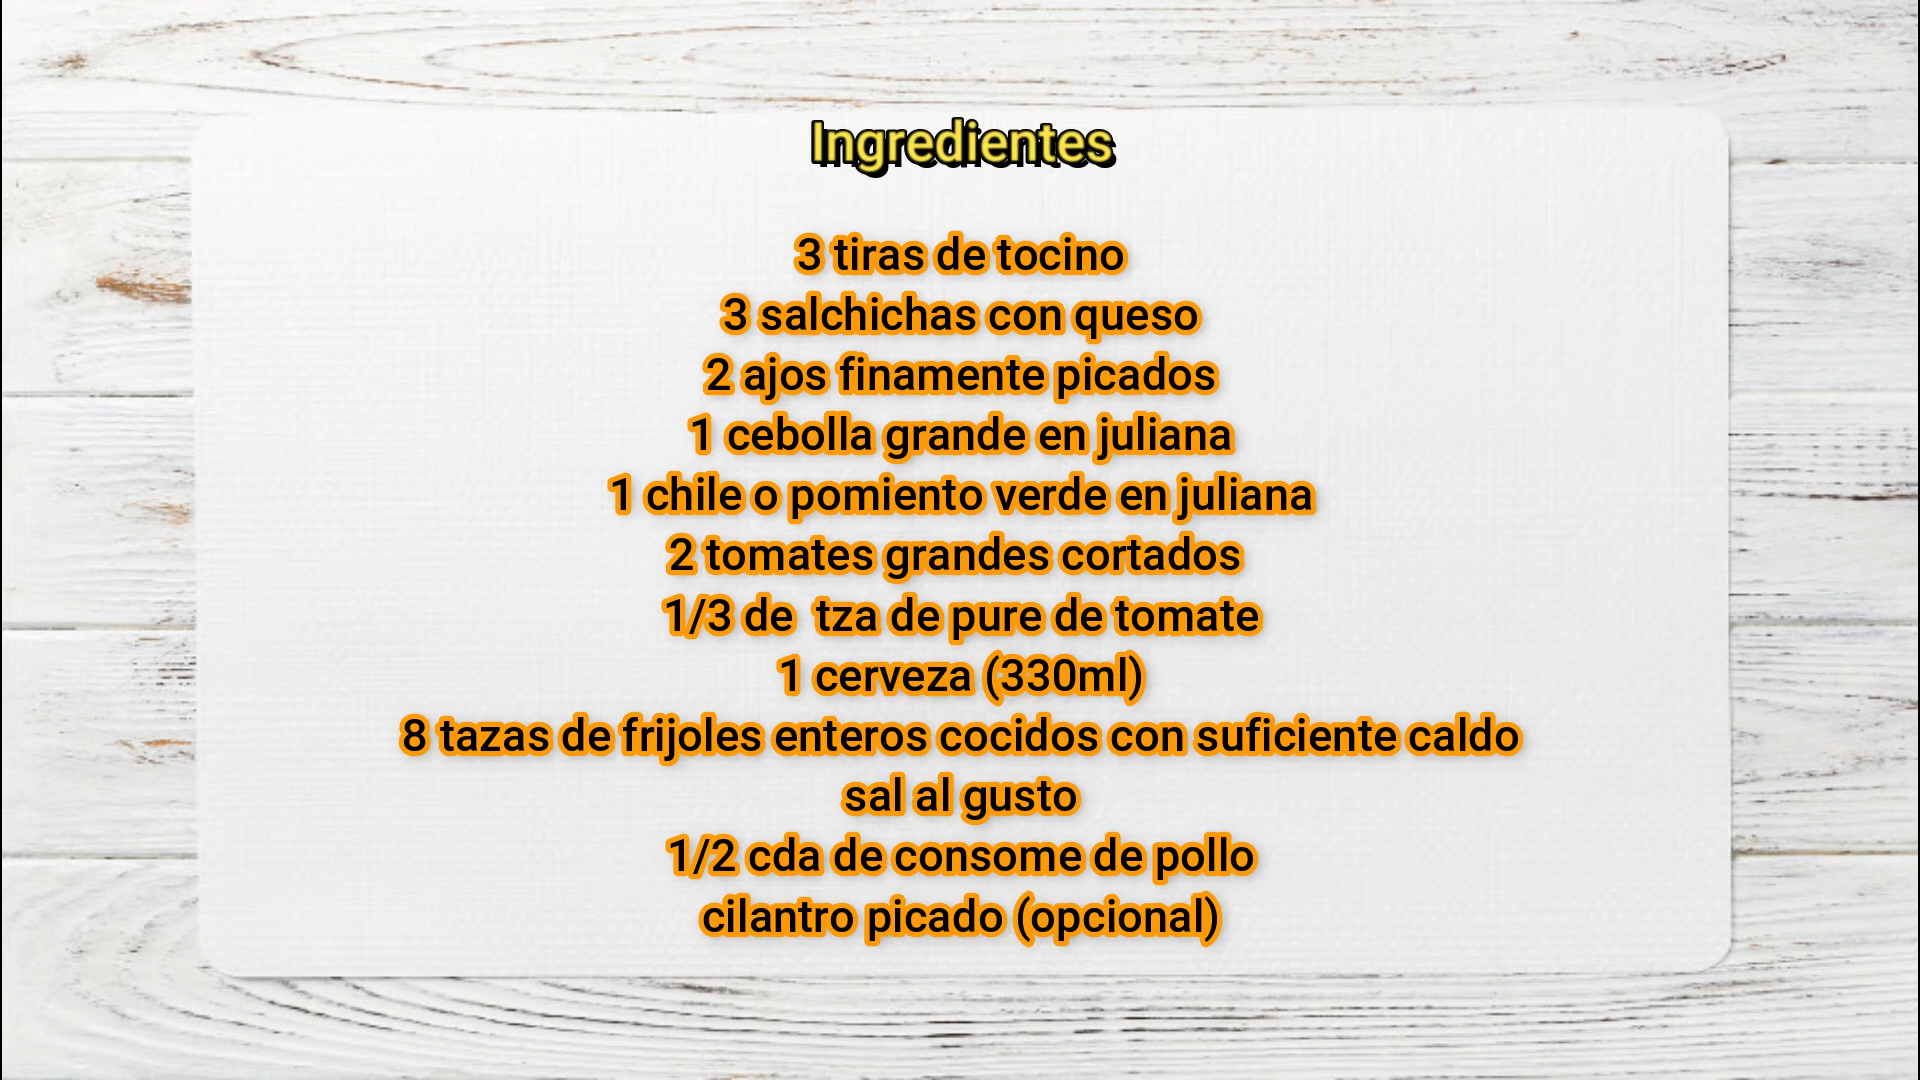 Ingredientes
3 tiras de tocino
3 salchichas con queso
2 ajos finamente picados
1 cebolla grande en juliana
1 chile o pomiento verde en juliana
2 tomates grandes cortados
1/3 de  tza de pure de tomate
1 cerveza (330ml)
8 tazas de frijoles enteros cocidos con suficiente caldo
sal al gusto
1/2 cda de consome de pollo
cilantro picado (opcional)